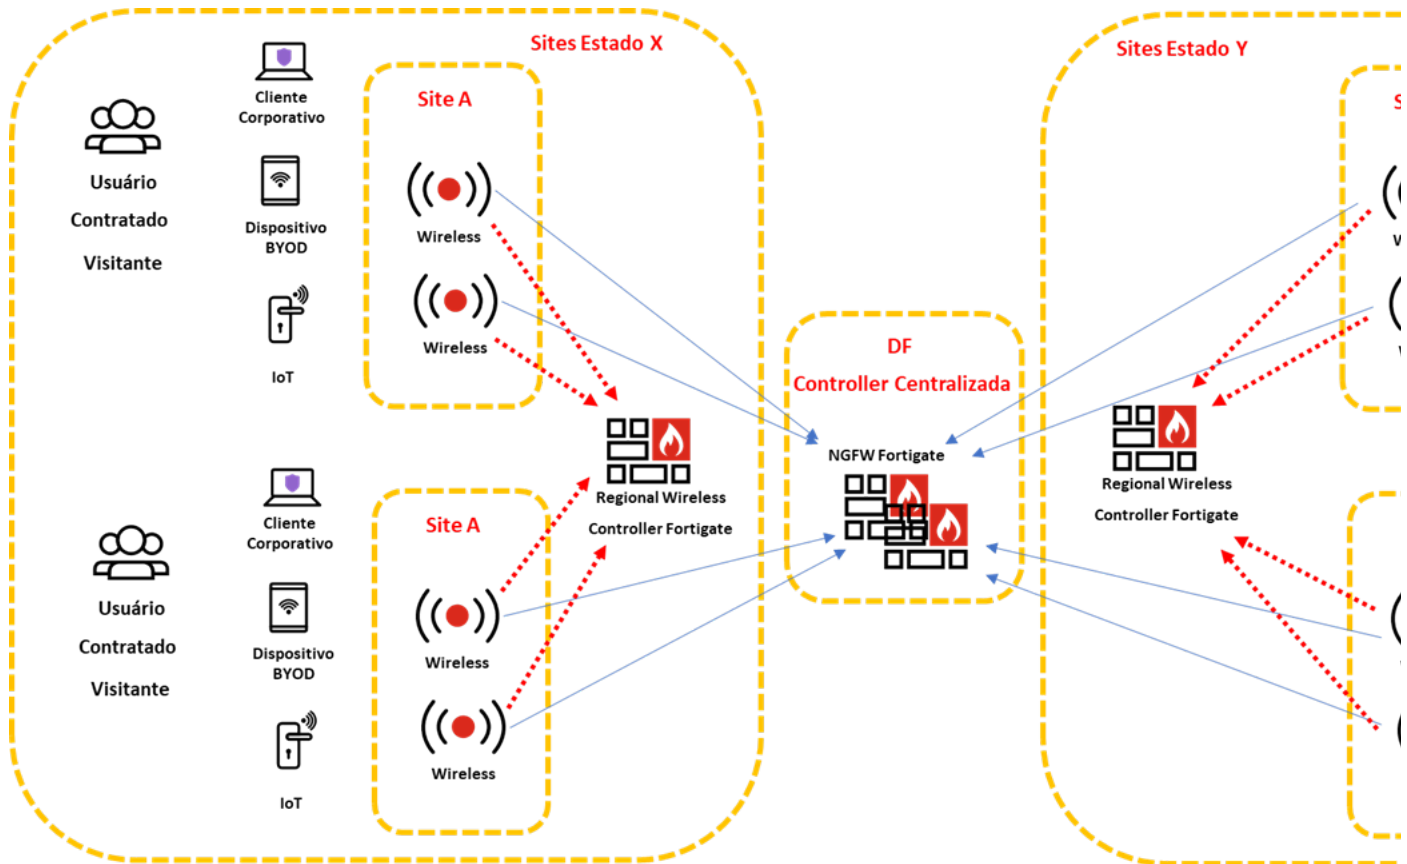 Sites Estado X
Cliente
Corporativo
Site A
Usuário
Contratado
Visitante
Dispositivo
BYOD
IoT
Wireless
Wireless
Regional Wireless
Controller Fortigate
Cliente
Corporativo
Site A
Usuário
Contratado
Visitante
Dispositivo
BYOD
IoT
Wireless
Wireless
DF
Controller Centralizada
NGFW Fortigate
Sites Estado Y
Regional Wireless
Controller Fortigate